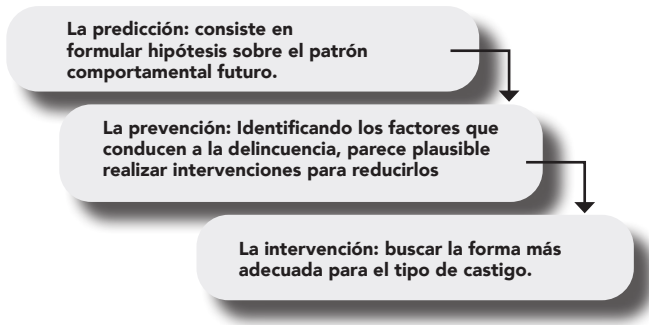 La predicción: consiste en
formular hipótesis sobre el patrón
comportamental futuro.
La prevención: Identificando los factores que
conducen a la delincuencia, parece plausible
realizar intervenciones para reducirlos
La intervención: buscar la forma más
adecuada para el tipo de castigo.